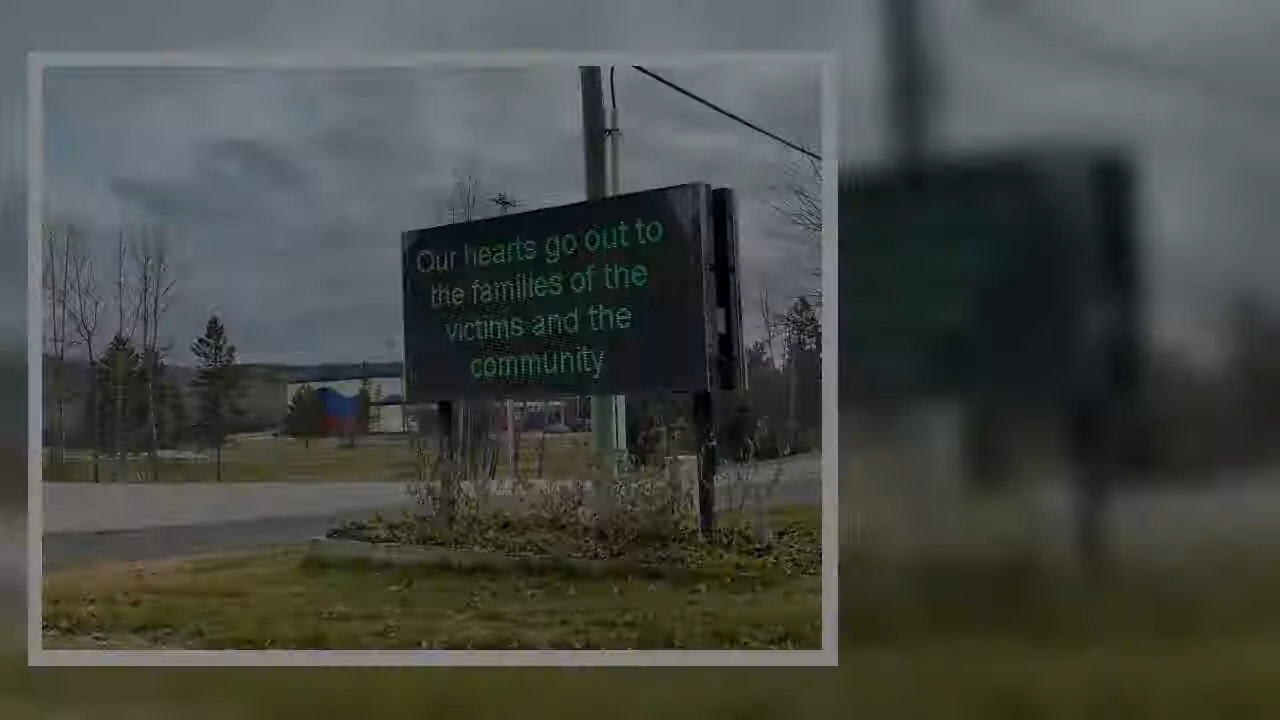 Our hearts go out to
the families of the
victims and the
community